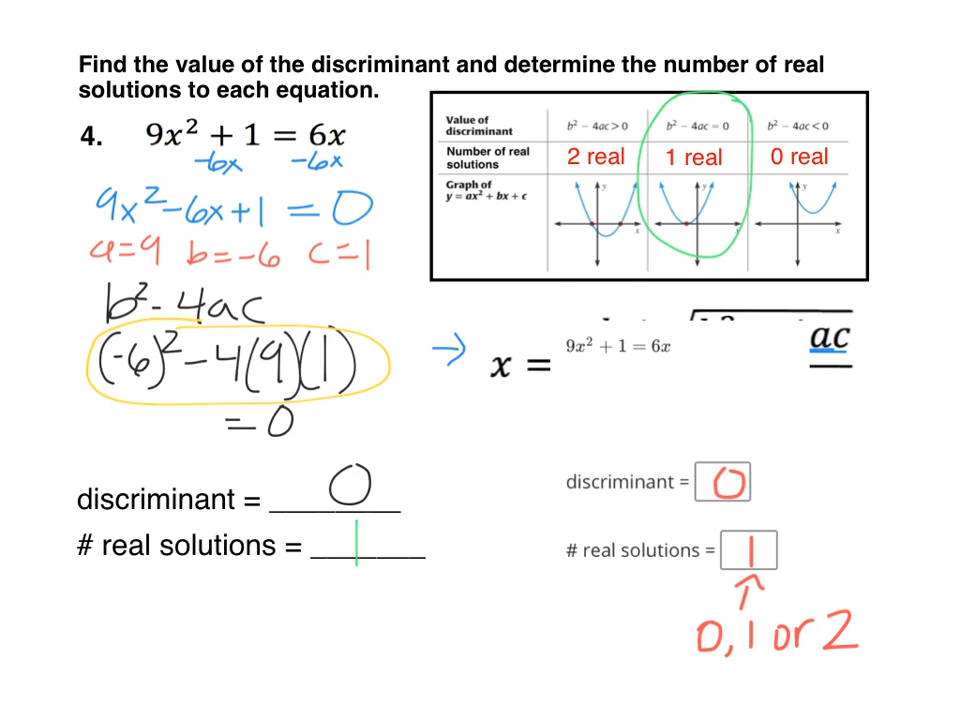 Find the value of the discriminant and determine the number of real
solutions to each equation.
4. 9x² + 1 = 6x
-6x -6x
9x² - 6x + 1 = 0
a = 9 b = -6 c = 1
b² - 4ac
(-6)² - 4(9)(1)
= 0
discriminant = 0
# real solutions = 1
Value of discriminant b² − 4ac > 0 b² − 4ac = 0 b² − 4ac < 0
Number of real solutions 2 real 1 real 0 real
Graph of y = ax² + bx + c
y y y
x x x
→ x =
9x² + 1 = 6x
ac
discriminant = 0
# real solutions = 1
0, 1 or 2